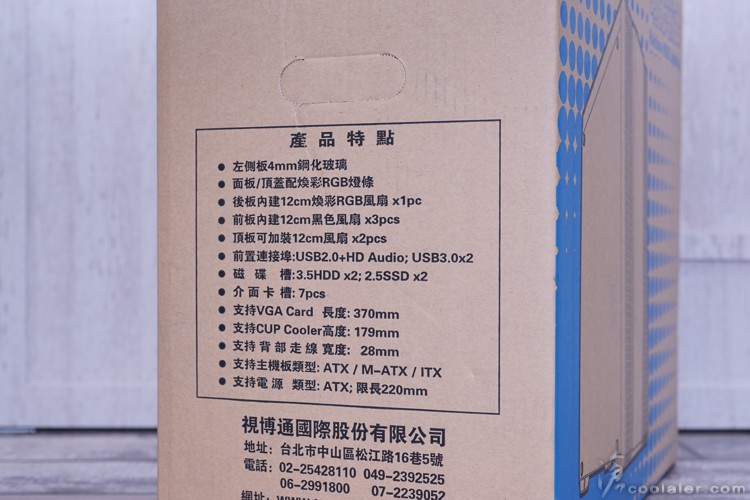 產品特點
● 左側板4mm鋼化玻璃
● 面板/頂蓋配煥彩RGB燈條
● 後板內建12cm煥彩RGB風扇 x1pc
● 前板內建12cm黑色風扇 x3pcs
● 頂板可加裝12cm風扇 x2pcs
● 前置連接埠:USB2.0+HD Audio; USB3.0x2
● 磁 碟 槽:3.5HDD x2; 2.5SSD x2
● 介 面 卡 槽: 7pcs
● 支持VGA Card 長度: 370mm
● 支持CUP Cooler高度: 179mm
● 支持 背 部 走 線 寬度: 28mm
● 支持主機板類型: ATX / M-ATX / ITX
● 支持電 源 類型: ATX; 限長220mm
視博通國際股份有限公司
地址: 台北市中山區松江路16巷5號
電話: 02-25428110 049-2392525
06-2991800 07-2239052
網址:
coolaler.com